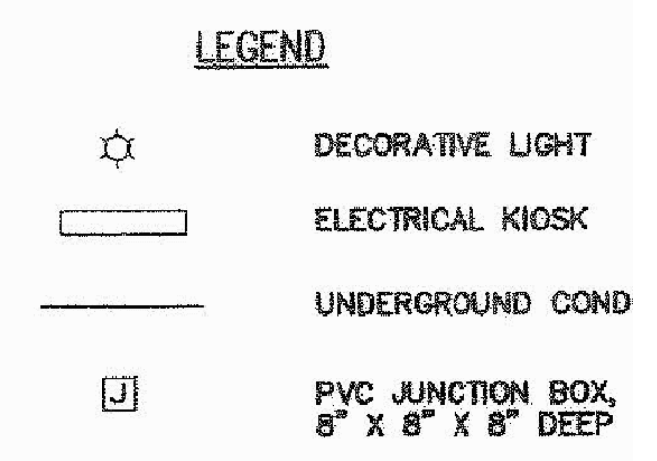 LEGEND
DECORATIVE LIGHT
ELECTRICAL KIOSK
UNDERGROUND COND
J
PVC JUNCTION BOX,
8" X 8" X 8" DEEP